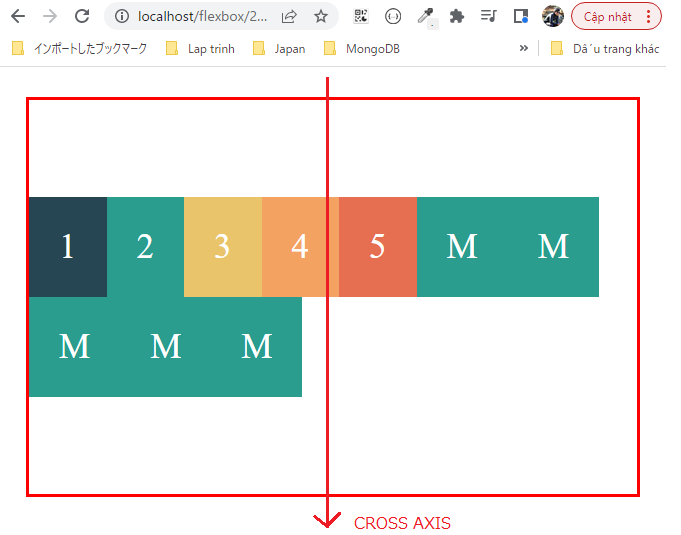 localhost/flexbox/2...
Cập nhật
インポートしたブックマーク
Lap trinh
Japan
MongoDB
»
Dấu trang khác
1 2 3 4 5 M M
M M M
CROSS AXIS